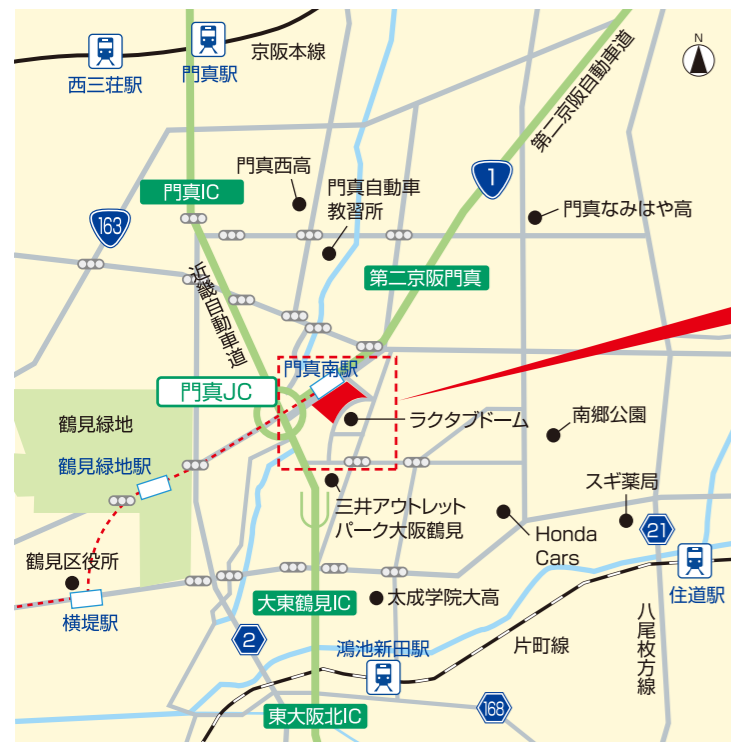 京阪本線
N
西三荘駅
門真駅
第二京阪自動車道
門真西高
門真IC
門真自動車
教習所
1
163
門真なみはや高
近畿自動車道
第二京阪門真
門真南駅
門真JC
鶴見緑地
ラクタブドーム
南郷公園
鶴見緑地駅
三井アウトレット
パーク大阪鶴見
スギ薬局
Honda
Cars
21
鶴見区役所
横堤駅
大東鶴見IC
太成学院大高
住道駅
2
鴻池新田駅
片町線
八尾枚方線
東大阪北IC
168